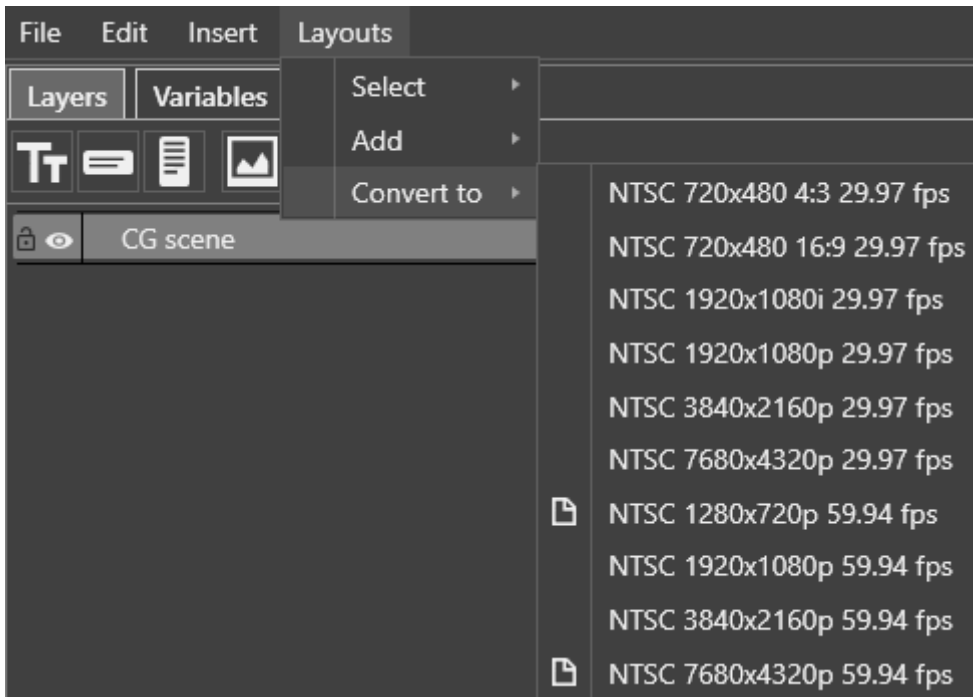 File Edit Insert Layouts
Layers Variables
Select
Add
Tт
Convert to
CG scene
NTSC 720x480 4:3 29.97 fps
NTSC 720x480 16:9 29.97 fps
NTSC 1920x1080i 29.97 fps
NTSC 1920x1080p 29.97 fps
NTSC 3840x2160p 29.97 fps
NTSC 7680x4320p 29.97 fps
NTSC 1280x720p 59.94 fps
NTSC 1920x1080p 59.94 fps
NTSC 3840x2160p 59.94 fps
NTSC 7680x4320p 59.94 fps